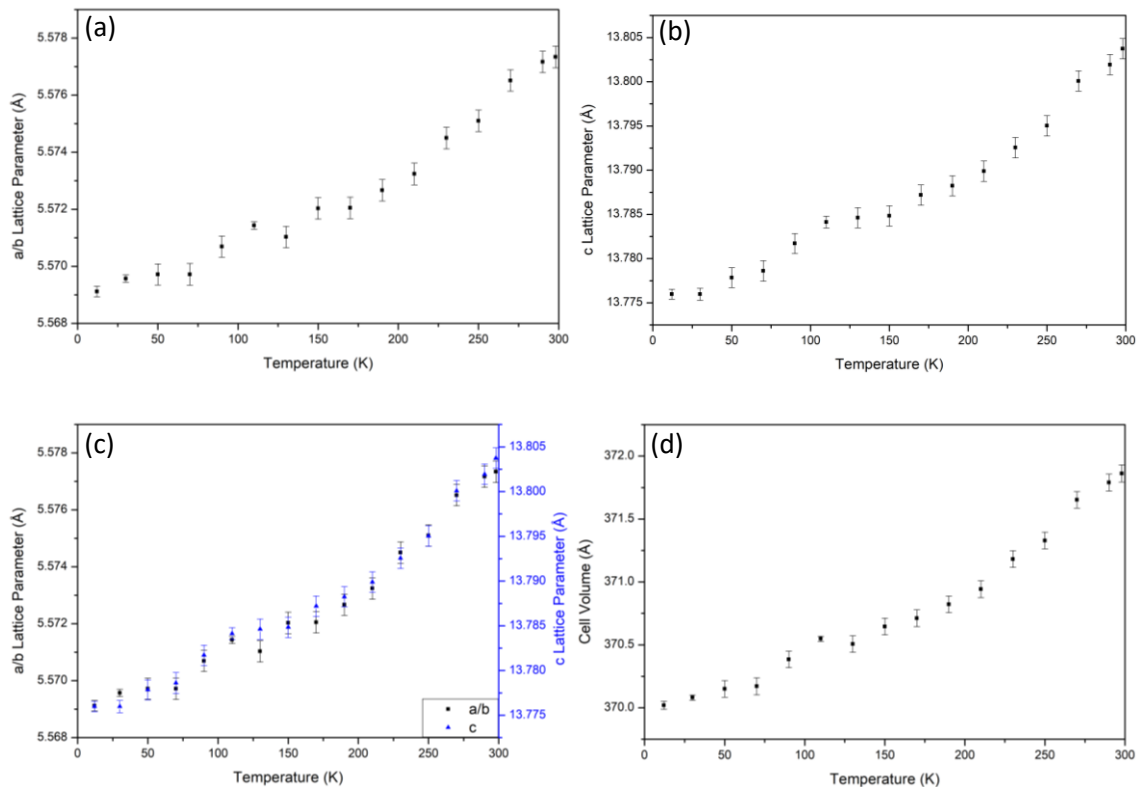 (a)
5.578
5.576
5.574
5.572
5.570
5.568
a/b Lattice Parameter (Å)
50 100 150 200 250 300
Temperature (K)
(b)
13.805
13.800
13.795
13.790
13.785
13.780
13.775
c Lattice Parameter (Å)
0 50 100 150 200 250 300
Temperature (K)
(c)
5.578
5.576
5.574
5.572
5.570
5.568
a/b Lattice Parameter (Å)
13.805
13.800
13.795
13.790
13.785
13.780
13.775
c Lattice Parameter (Å)
a/b
c
0 50 100 150 200 250 300
Temperature (K)
(d)
372.0
371.5
371.0
370.5
370.0
Cell Volume (Å)
0 50 100 150 200 250 300
Temperature (K)